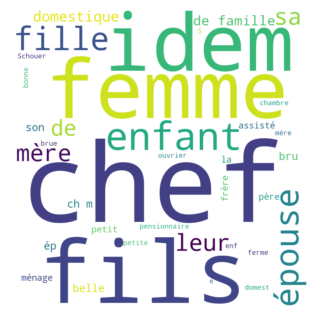 domestique
de famille
sa
s
fille
idem
Schouer
bonne
femme
chambre
son
de
enfant
assisté
mère
mère
brue
ouvrier
la
bru
chef
frère
père
ch m
petit
pensionnaire
leur
enf
ép
petite
ferme
fils
épouse
ménage
belle
e
domest